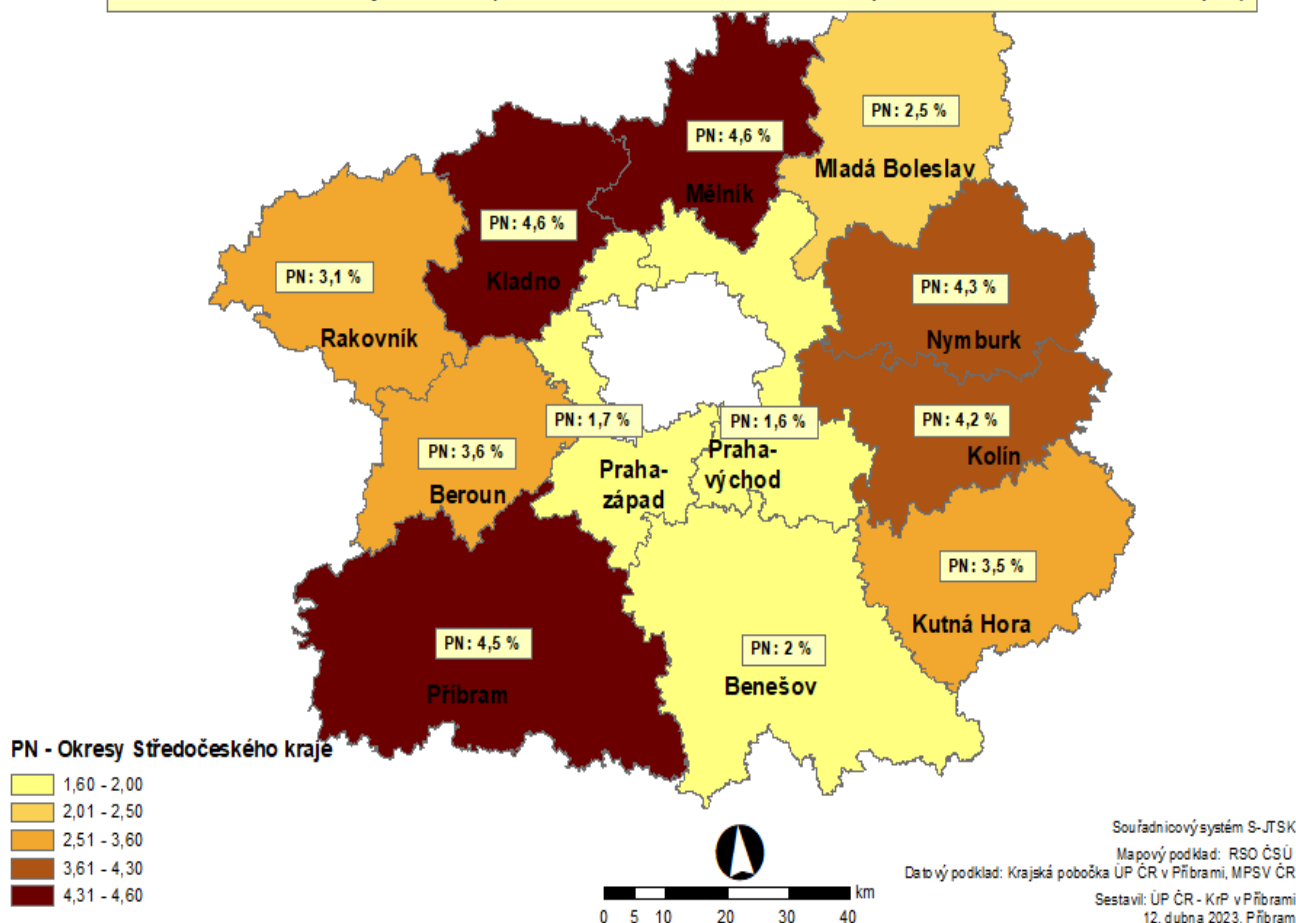 PN: 2,5 %
Mladá Boleslav
PN: 4,6 %
Mělník
PN: 4,6 %
Kladno
PN: 3,1 %
Rakovník
PN: 4,3 %
Nymburk
PN: 1,7 %
PN: 1,6 %
PN: 4,2 %
Kolín
PN: 3,6 %
Beroun
Praha-
západ
Praha-
východ
PN: 3,5 %
Kutná Hora
PN: 4,5 %
Příbram
PN: 2 %
Benešov
PN - Okresy Středočeského kraje
1,60 - 2,00
2,01 - 2,50
2,51 - 3,60
3,61 - 4,30
4,31 - 4,60
km
0 5 10 20 30 40
Souřadnicový systém S-JTSK
Mapový podklad: RSO ČSÚ
Datový podklad: Krajská pobočka ÚP ČR v Příbrami, MPSV ČR
Sestavil: ÚP ČR - KrP v Příbrami
12. dubna 2023, Příbram